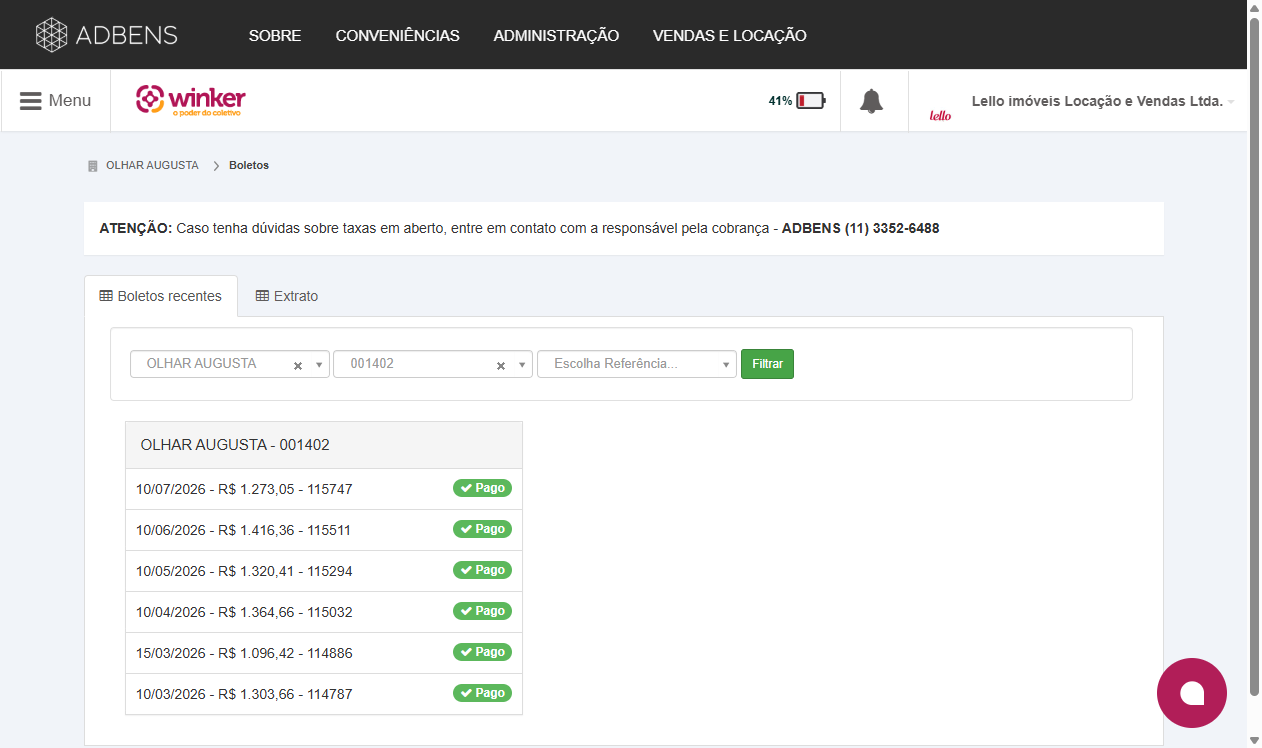 ADBENS
SOBRE CONVENIÊNCIAS ADMINISTRAÇÃO VENDAS E LOCAÇÃO
Menu
winker
o poder do coletivo
41%
lello
Lello imóveis Locação e Vendas Ltda.
OLHAR AUGUSTA > Boletos
ATENÇÃO: Caso tenha dúvidas sobre taxas em aberto, entre em contato com a responsável pela cobrança - ADBENS (11) 3352-6488
Boletos recentes Extrato
OLHAR AUGUSTA × 001402 × Escolha Referência... Filtrar
OLHAR AUGUSTA - 001402
10/07/2026 - R$ 1.273,05 - 115747 Pago
10/06/2026 - R$ 1.416,36 - 115511 Pago
10/05/2026 - R$ 1.320,41 - 115294 Pago
10/04/2026 - R$ 1.364,66 - 115032 Pago
15/03/2026 - R$ 1.096,42 - 114886 Pago
10/03/2026 - R$ 1.303,66 - 114787 Pago